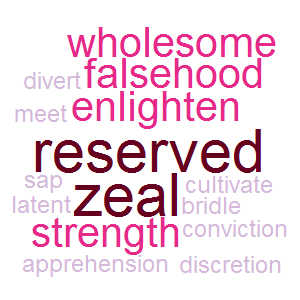 wholesome
divert falsehood
meet enlighten
reserved
sap zeal cultivate
latent bridle
strength conviction
apprehension discretion